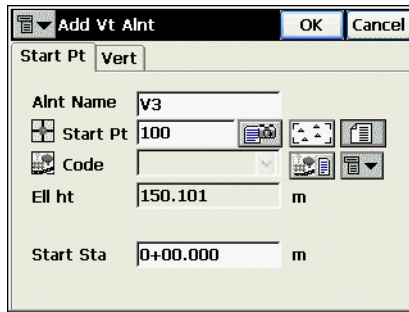 Add Vt Alnt OK Cancel
Start Pt Vert
Alnt Name V3
Start Pt 100
Code
Ell ht 150.101 m
Start Sta 0+00.000 m